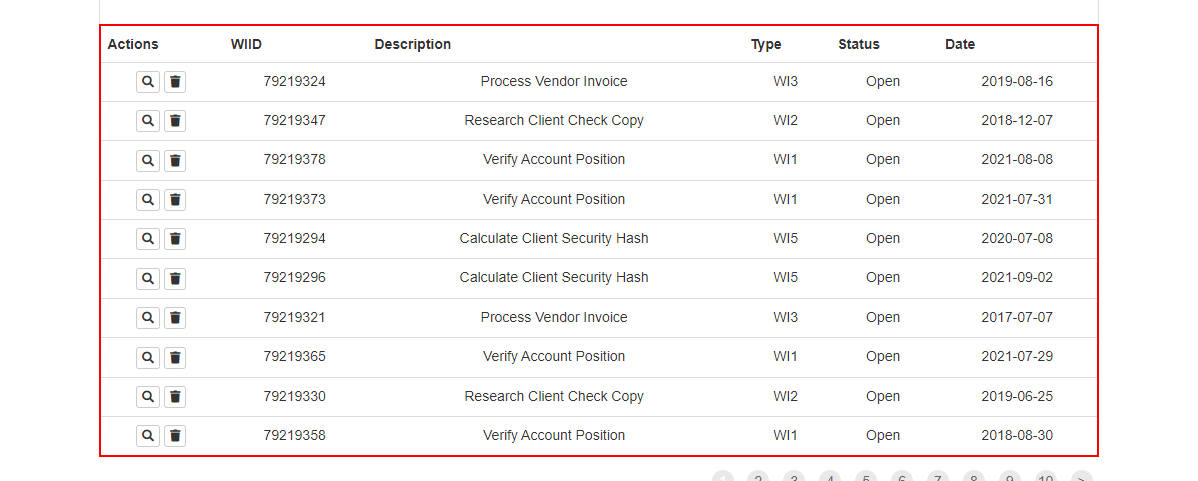 Actions WIID Description Type Status Date
79219324 Process Vendor Invoice WI3 Open 2019-08-16
79219347 Research Client Check Copy WI2 Open 2018-12-07
79219378 Verify Account Position WI1 Open 2021-08-08
79219373 Verify Account Position WI1 Open 2021-07-31
79219294 Calculate Client Security Hash WI5 Open 2020-07-08
79219296 Calculate Client Security Hash WI5 Open 2021-09-02
79219321 Process Vendor Invoice WI3 Open 2017-07-07
79219365 Verify Account Position WI1 Open 2021-07-29
79219330 Research Client Check Copy WI2 Open 2019-06-25
79219358 Verify Account Position WI1 Open 2018-08-30
1 2 3 4 5 6 7 8 9 10 >